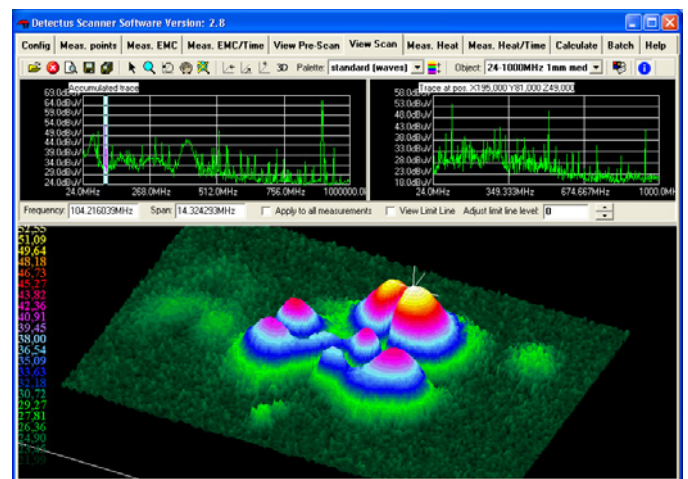 Detectus Scanner Software Version: 2.8
Config Meas. points Meas. EMC Meas. EMC/Time View Pre-Scan View Scan Meas. Heat Meas. Heat/Time Calculate Batch Help
3D Palette: standard (waves) Object: 24-1000MHz 1mm med
Accumulated trace
69.0dBuV
64.0dBuV
59.0dBuV
54.0dBuV
49.0dBuV
44.0dBuV
39.0dBuV
34.0dBuV
29.0dBuV
24.0dBuV
24.0MHz 268.0MHz 512.0MHz 756.0MHz 1000000.0
Trace at pos. X195,000 Y81,000 Z49,000
58.0dBuV
53.0dBuV
48.0dBuV
43.0dBuV
38.0dBuV
33.0dBuV
28.0dBuV
23.0dBuV
18.0dBuV
24.0MHz 349.333MHz 674.667MHz 1000.0MH
Frequency: 104.216039MHz Span: 14.324293MHz Apply to all measurements View Limit Line Adjust limit line level: 0
52,55
51,09
49,64
48,18
46,73
45,27
43,82
42,36
40,91
39,45
38,00
36,54
35,09
33,63
32,18
30,72
29,27
27,81
26,36
24,90